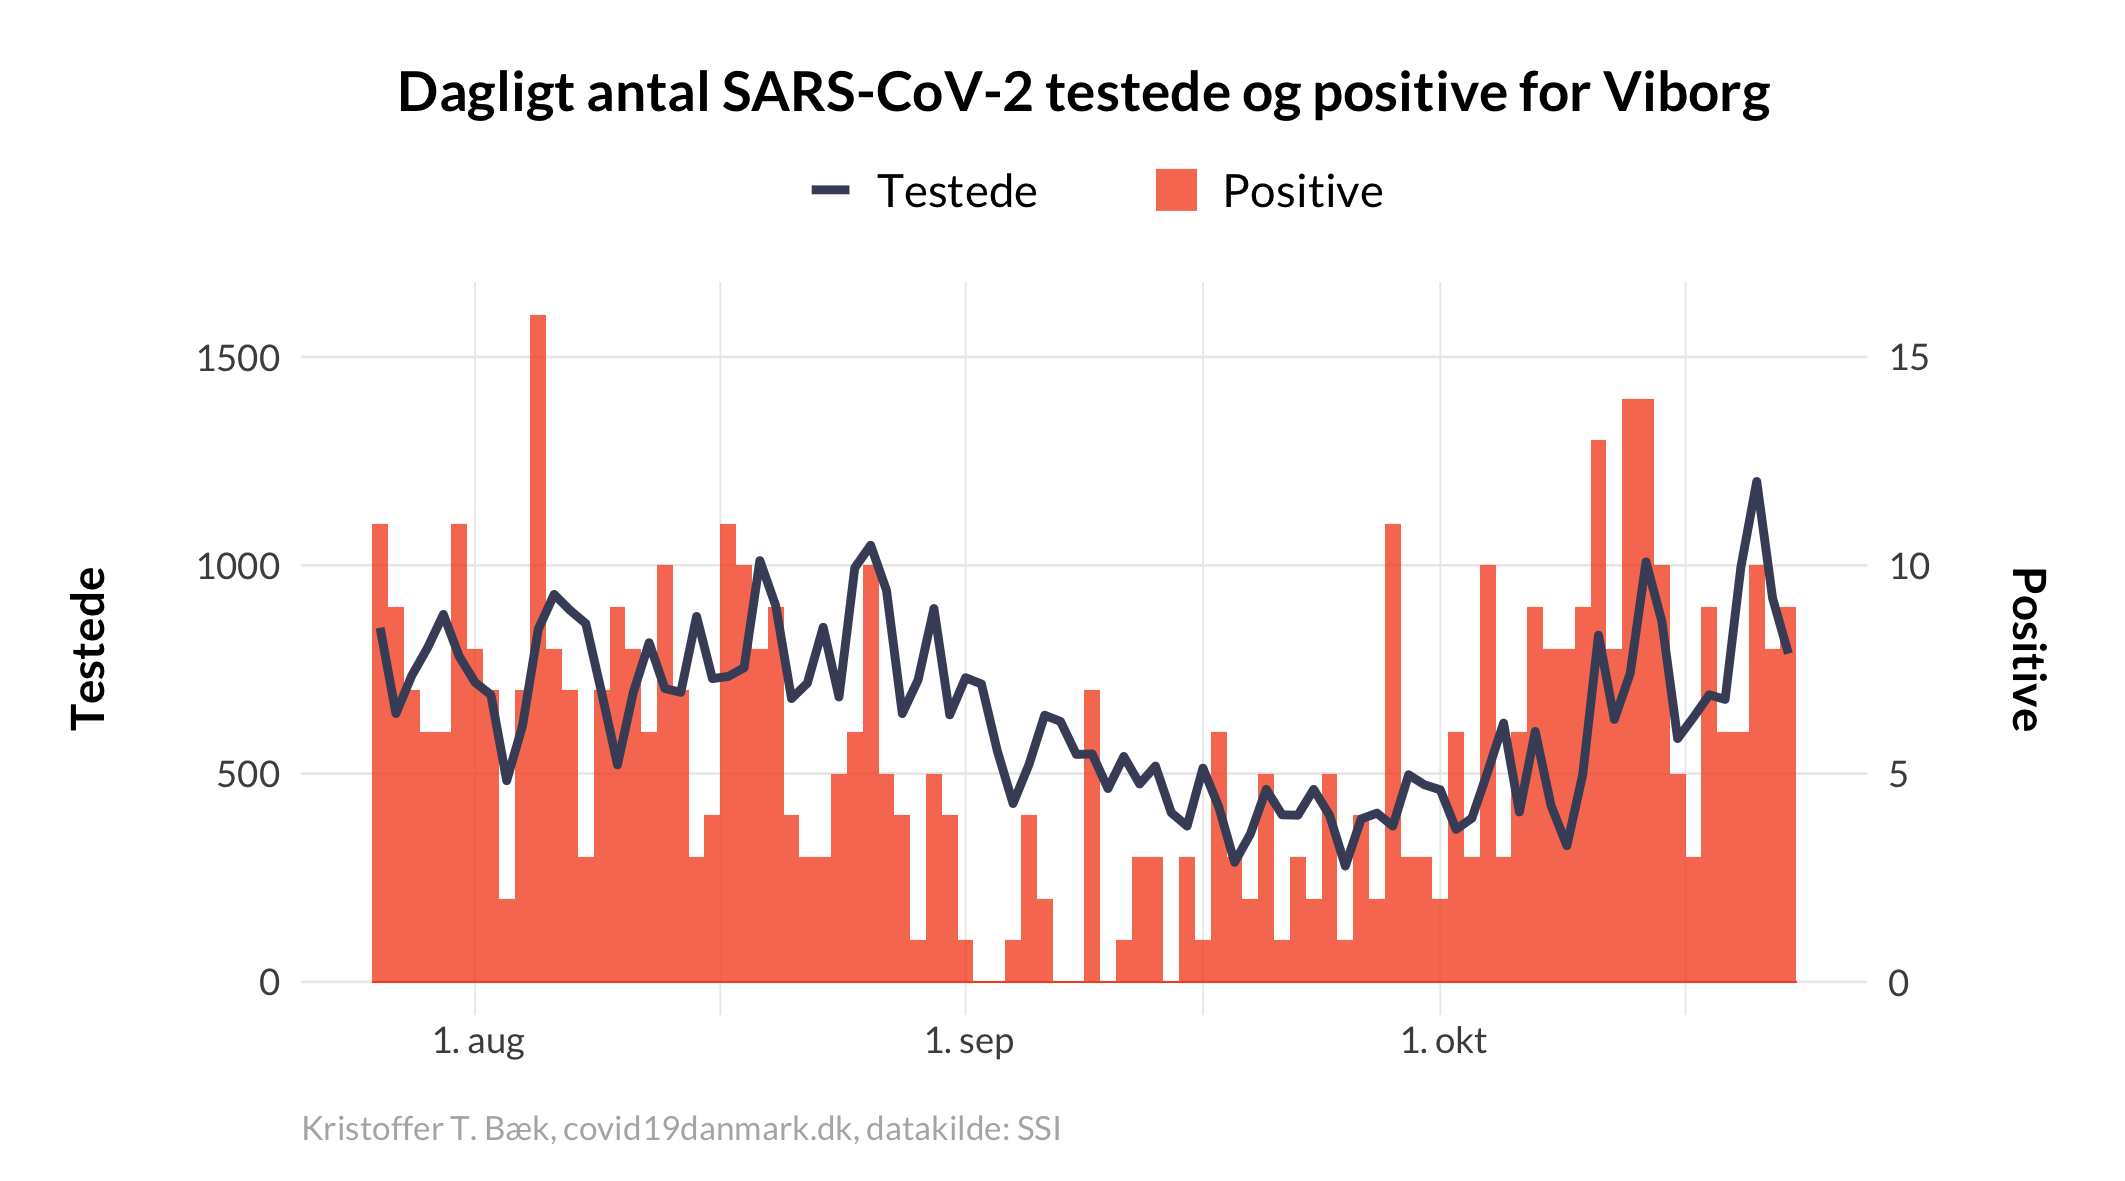 Dagligt antal SARS-CoV-2 testede og positive for Viborg
Testede
Positive
1500
1000
500
0
15
10
5
0
Testede
Positive
1. aug
1. sep
1. okt
Kristoffer T. Bæk, covid19danmark.dk, datakilde: SSI